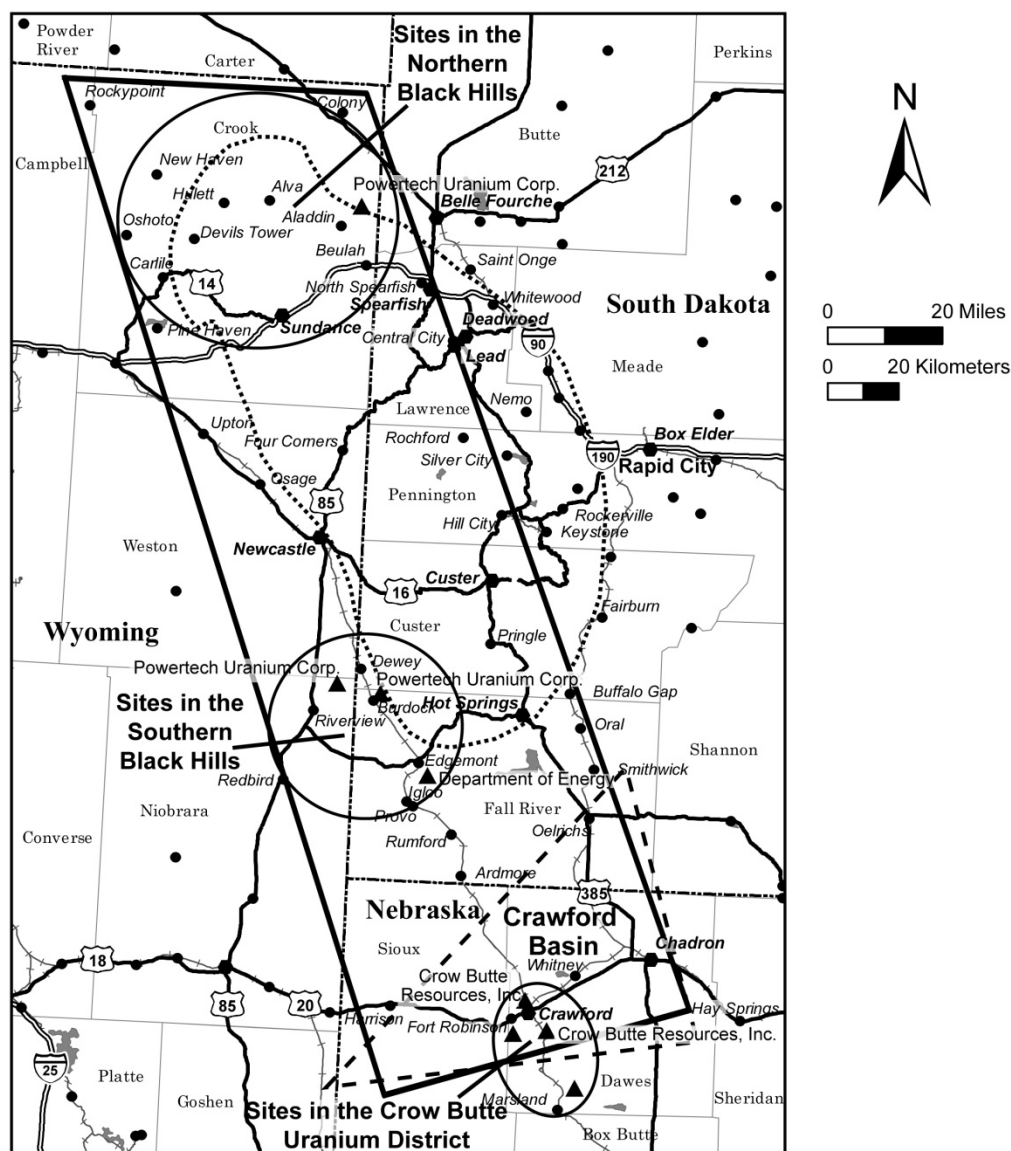 Powder
River
Carter
Sites in the
Northern
Black Hills
Perkins
Rockypoint
Colony
N
Crook
Butte
Campbell
212
New Haven
Powertech Uranium Corp.
Hulett
Alva
Belle Fourche
Oshoto
Aladdin
Devils Tower
Beulah
Saint Onge
Carlile
14
North Spearfish
Spearfish
Whitewood
South Dakota
0 20 Miles
Pine Haven
Sundance
Central City
Deadwood
Lead
90
Meade
0 20 Kilometers
Lawrence
Nemo
Upton
Four Corners
Rochford
Box Elder
Silver City
190
Rapid City
Osage
85
Pennington
Hill City
Rockerville
Keystone
Weston
Newcastle
Custer
16
Fairburn
Custer
Wyoming
Pringle
Dewey
Powertech Uranium Corp.
Powertech Uranium Corp.
Sites in the
Southern
Black Hills
Burdock
Hot Springs
Buffalo Gap
Riverview
Oral
Shannon
Edgemont
Smithwick
Redbird
Department of Energy
Igloo
Niobrara
Provo
Fall River
Converse
Rumford
Oelrichs
Ardmore
385
Nebraska
Crawford
Basin
Sioux
Chadron
18
Whitney
Crow Butte
Resources, Inc.
85
20
Harrison
Crawford
Hay Springs
Fort Robinson
Crow Butte Resources, Inc.
25
Platte
Dawes
Goshen
Marsland
Sheridan
Sites in the Crow Butte
Uranium District
Box Butte